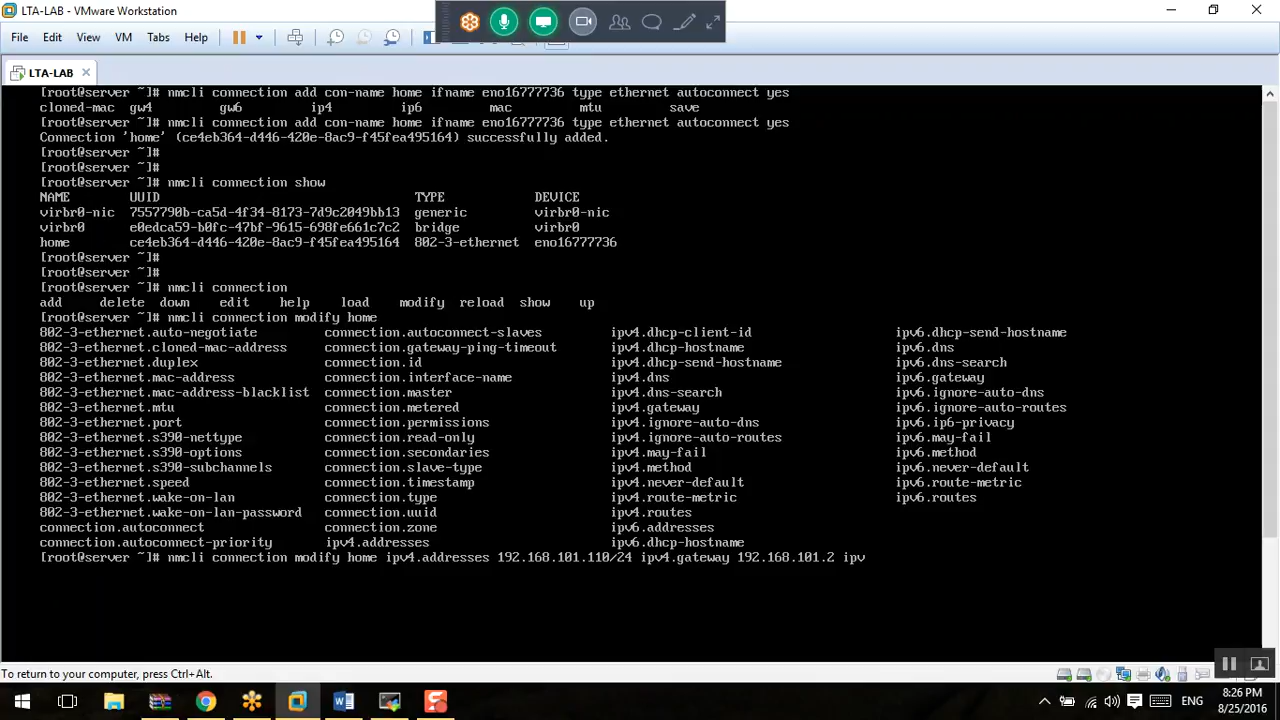 LTA-LAB - VMware Workstation
File Edit View VM Tabs Help
LTA-LAB
[root@server ~]# nmcli connection add con-name home ifname eno16777736 type ethernet autoconnect yes
cloned-mac gw4 gw6 ip4 ip6 mac mtu save
[root@server ~]# nmcli connection add con-name home ifname eno16777736 type ethernet autoconnect yes
Connection 'home' (ce4eb364-d446-420e-8ac9-f45fea495164) successfully added.
[root@server ~]#
[root@server ~]#
[root@server ~]# nmcli connection show
NAME UUID TYPE DEVICE
virbr0-nic 7557790b-ca5d-4f34-8173-7d9c2049bb13 generic virbr0-nic
virbr0 e0edca59-b0fc-47bf-9615-698fe661c7c2 bridge virbr0
home ce4eb364-d446-420e-8ac9-f45fea495164 802-3-ethernet eno16777736
[root@server ~]#
[root@server ~]#
[root@server ~]# nmcli connection
add delete down edit help load modify reload show up
[root@server ~]# nmcli connection modify home
802-3-ethernet.auto-negotiate connection.autoconnect-slaves ipv4.dhcp-client-id ipv6.dhcp-send-hostname
802-3-ethernet.cloned-mac-address connection.gateway-ping-timeout ipv4.dhcp-hostname ipv6.dns
802-3-ethernet.duplex connection.id ipv4.dhcp-send-hostname ipv6.dns-search
802-3-ethernet.mac-address connection.interface-name ipv4.dns ipv6.gateway
802-3-ethernet.mac-address-blacklist connection.master ipv4.dns-search ipv6.ignore-auto-dns
802-3-ethernet.mtu connection.metered ipv4.gateway ipv6.ignore-auto-routes
802-3-ethernet.port connection.permissions ipv4.ignore-auto-dns ipv6.ip6-privacy
802-3-ethernet.s390-nettype connection.read-only ipv4.ignore-auto-routes ipv6.may-fail
802-3-ethernet.s390-options connection.secondaries ipv4.may-fail ipv6.method
802-3-ethernet.s390-subchannels connection.slave-type ipv4.method ipv6.never-default
802-3-ethernet.speed connection.timestamp ipv4.never-default ipv6.route-metric
802-3-ethernet.wake-on-lan connection.type ipv4.route-metric ipv6.routes
802-3-ethernet.wake-on-lan-password connection.uuid ipv4.routes
connection.autoconnect connection.zone ipv6.addresses
connection.autoconnect-priority ipv4.addresses ipv6.dhcp-hostname
[root@server ~]# nmcli connection modify home ipv4.addresses 192.168.101.110/24 ipv4.gateway 192.168.101.2 ipv
To return to your computer, press Ctrl+Alt.
ENG
8:26 PM
8/25/2016